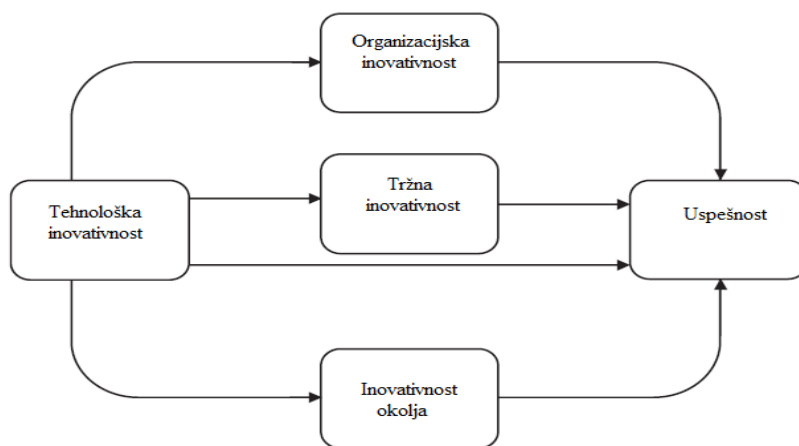 Organizacijska
inovativnost
Tržna
inovativnost
Tehnološka
inovativnost
Uspešnost
Inovativnost
okolja